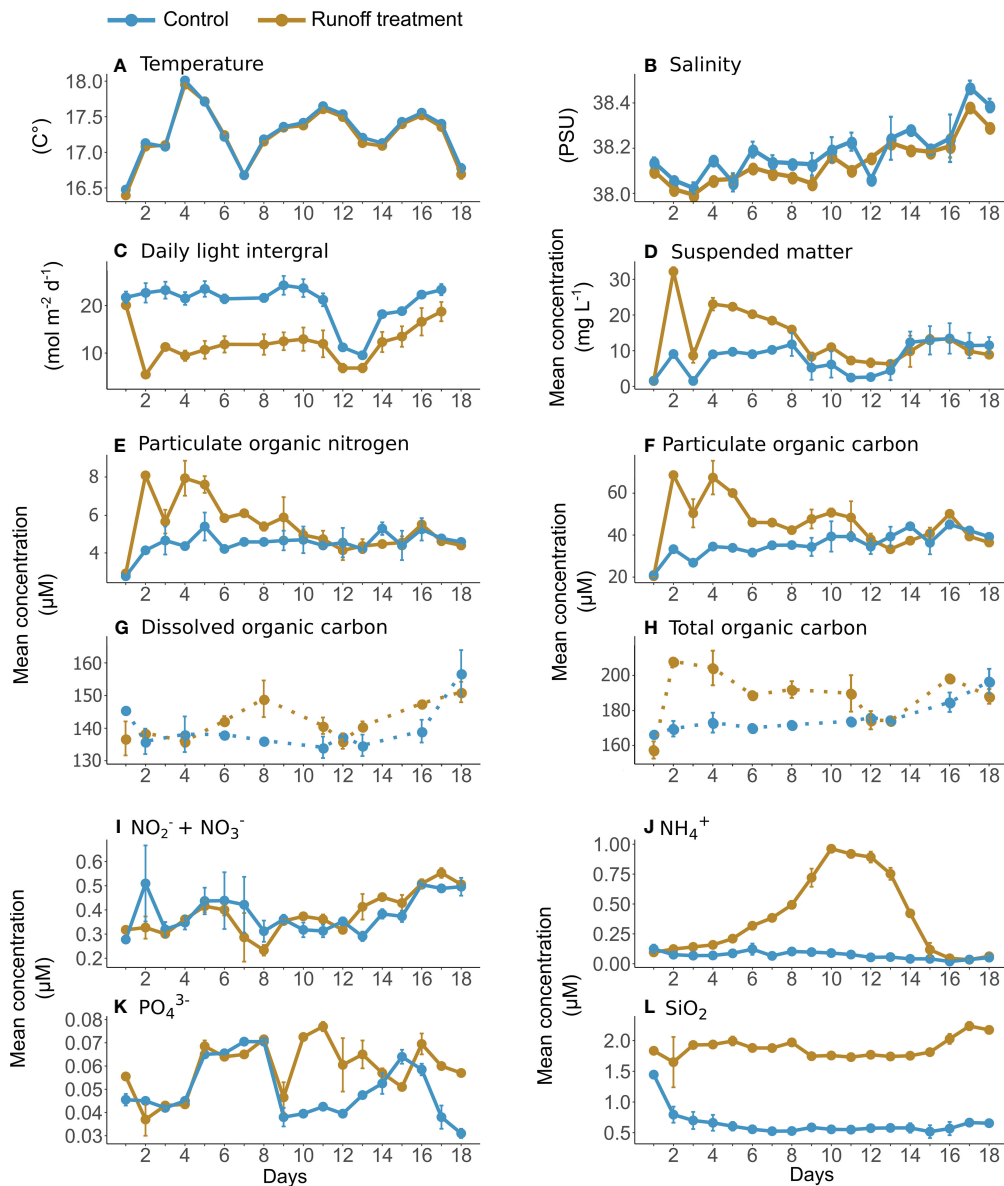 Control Runoff treatment
A Temperature
(C°)
18.0
17.5
17.0
16.5
2 4 6 8 10 12 14 16 18
B Salinity
(PSU)
38.4
38.2
38.0
2 4 6 8 10 12 14 16 18
C Daily light intergral
(mol m⁻² d⁻¹)
20
10
2 4 6 8 10 12 14 16 18
D Suspended matter
Mean concentration
(mg L⁻¹)
30
20
10
0
2 4 6 8 10 12 14 16 18
E Particulate organic nitrogen
Mean concentration
(µM)
8
6
4
2 4 6 8 10 12 14 16 18
F Particulate organic carbon
Mean concentration
(µM)
60
40
20
2 4 6 8 10 12 14 16 18
G Dissolved organic carbon
160
150
140
130
2 4 6 8 10 12 14 16 18
H Total organic carbon
200
180
160
2 4 6 8 10 12 14 16 18
I NO₂⁻ + NO₃⁻
Mean concentration
(µM)
0.6
0.5
0.4
0.3
0.2
2 4 6 8 10 12 14 16 18
J NH₄⁺
Mean concentration
(µM)
1.00
0.75
0.50
0.25
0.00
2 4 6 8 10 12 14 16 18
K PO₄³⁻
0.08
0.07
0.06
0.05
0.04
0.03
2 4 6 8 10 12 14 16 18
Days
L SiO₂
2.0
1.5
1.0
0.5
2 4 6 8 10 12 14 16 18
Days